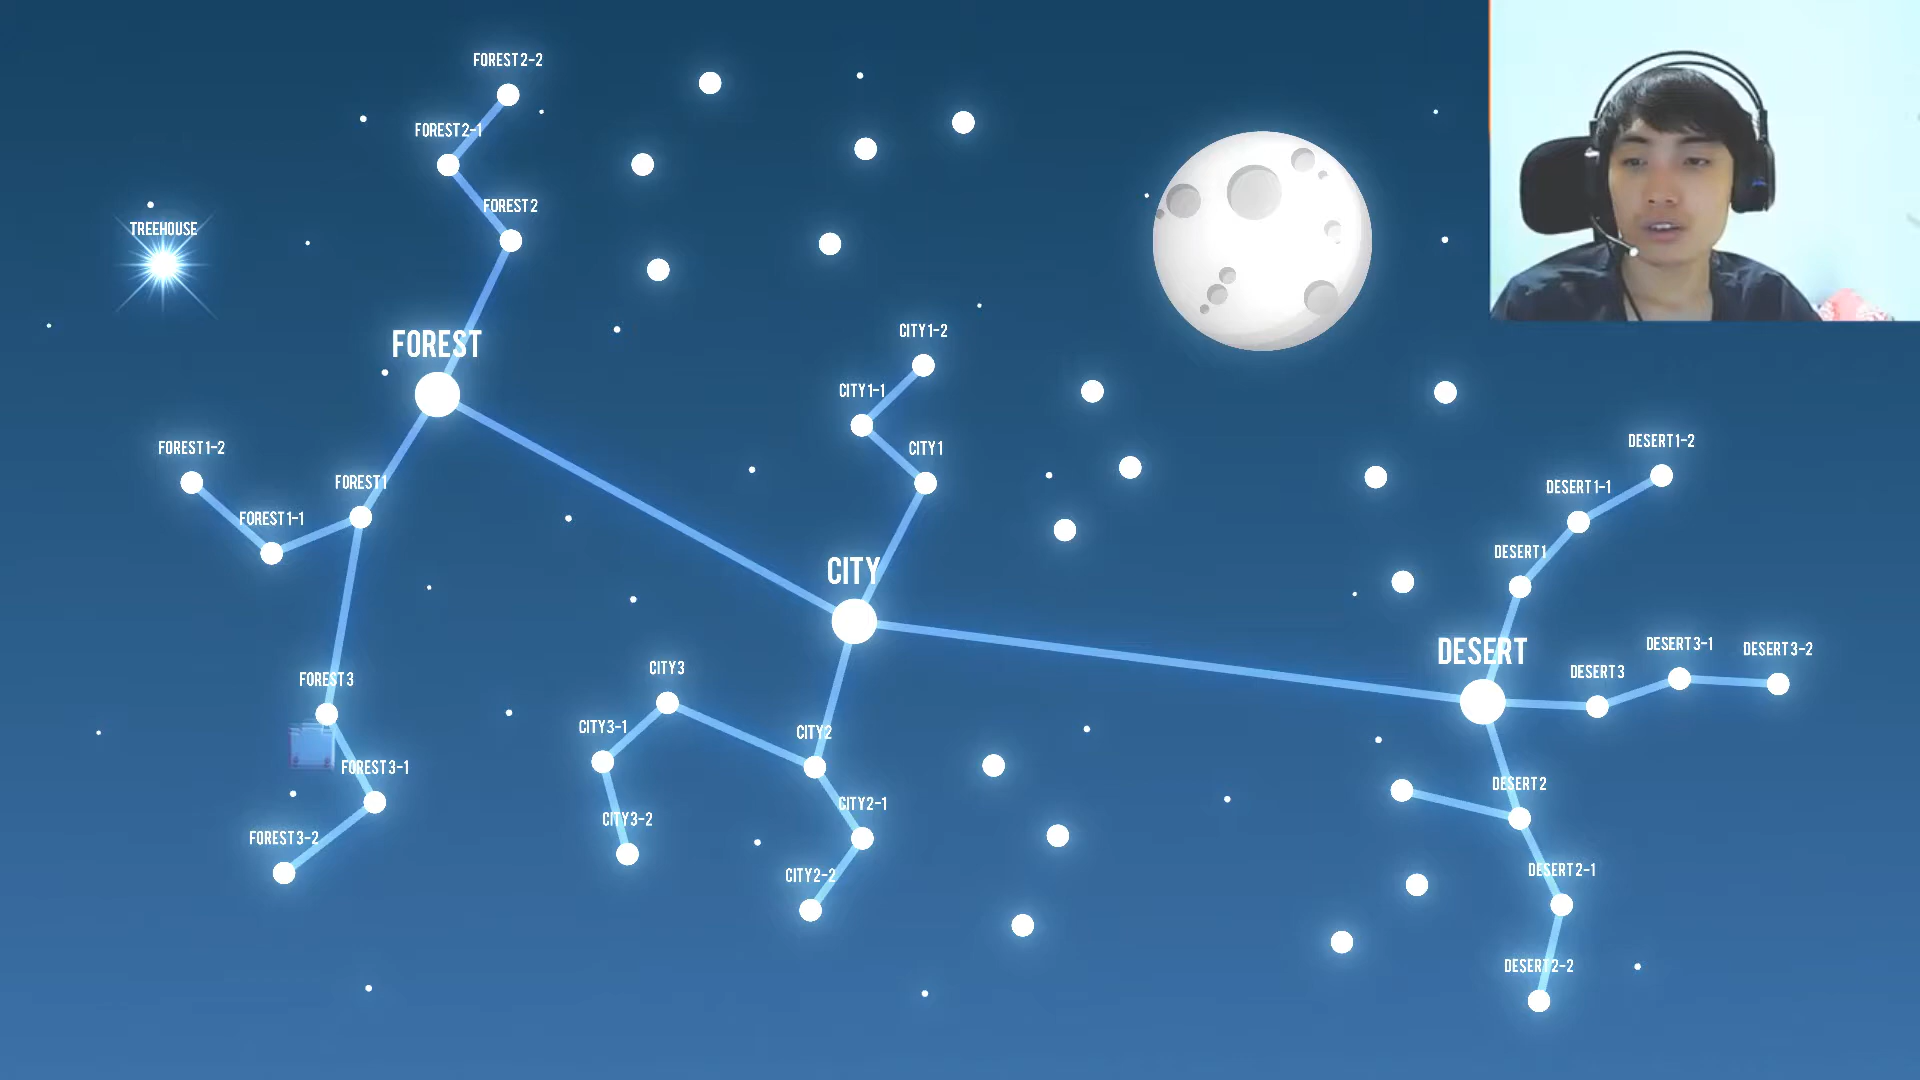 FOREST2-2
FOREST2-1
FOREST2
TREEHOUSE
FOREST
CITY1-2
CITY1-1
CITY1
FOREST1-2
FOREST1
FOREST1-1
DESERT1-2
DESERT1-1
DESERT1
CITY
DESERT
DESERT3-1
DESERT3-2
DESERT3
CITY3
FOREST3
CITY3-1
CITY2
FOREST3-1
DESERT2
CITY2-1
CITY3-2
FOREST3-2
CITY2-2
DESERT2-1
DESERT2-2